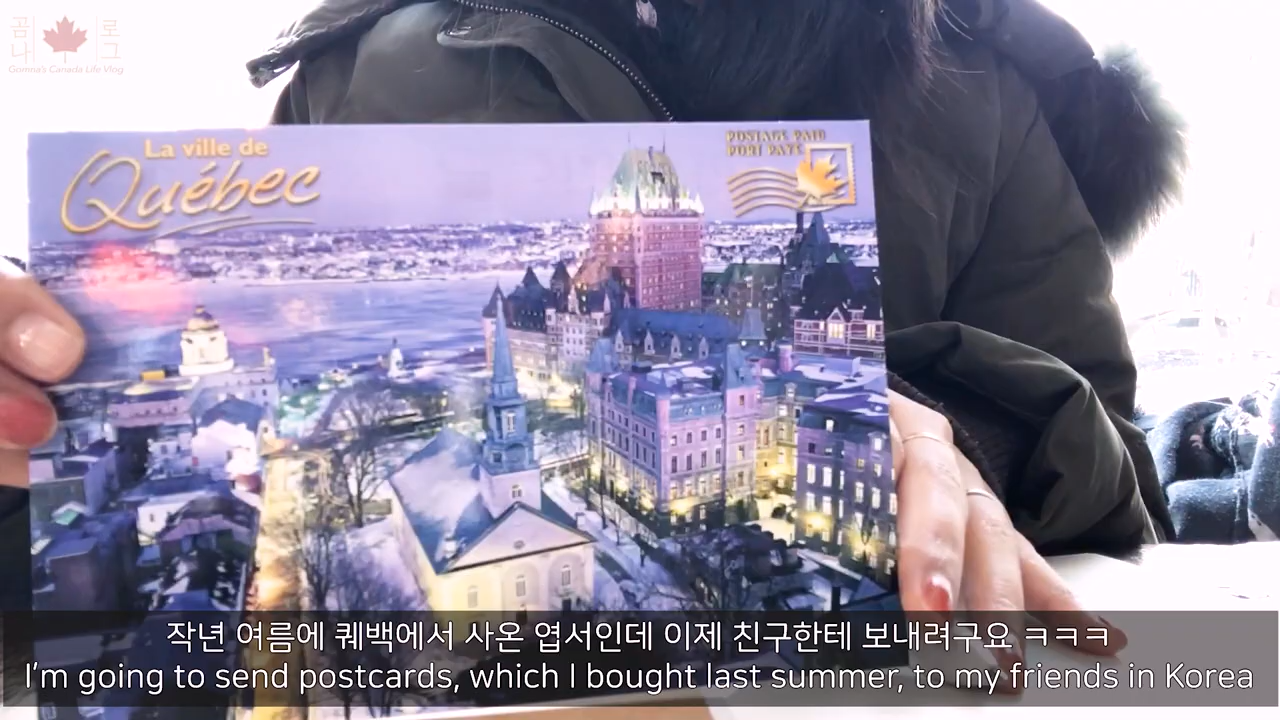 곰 로
나 그
Gomna's Canada Life Vlog
La ville de
Québec
POSTAGE PAID
PORT PAYÉ
작년 여름에 퀘백에서 사온 엽서인데 이제 친구한테 보내려구요 ㅋㅋㅋ
I'm going to send postcards, which I bought last summer, to my friends in Korea